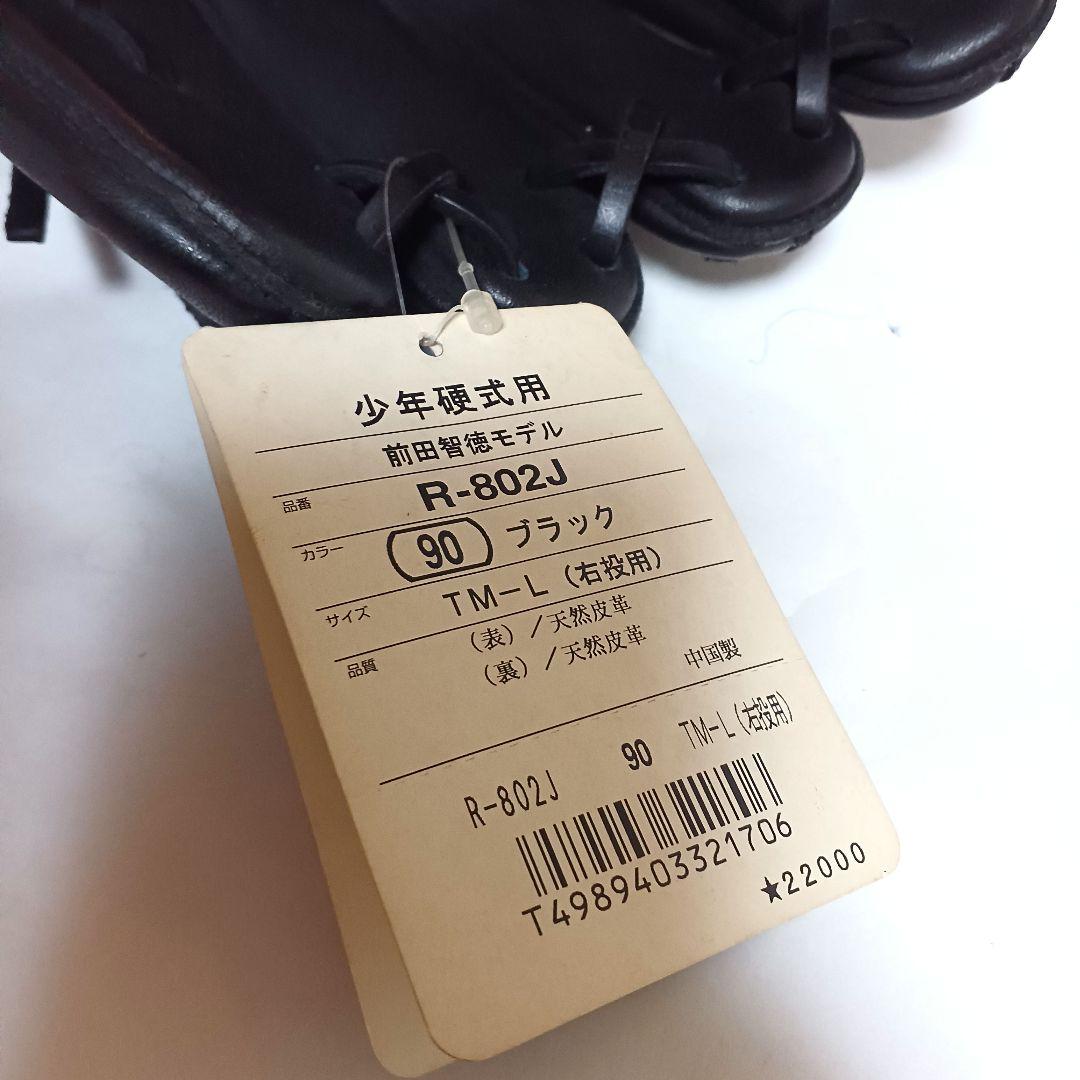 少年硬式用
前田智徳モデル
品番 R-802J
カラー 90 ブラック
サイズ TM-L (右投用)
品質 (表) / 天然皮革
(裏) / 天然皮革
中国製
R-802J 90 TM-L (右投用)
T4989403321706
★22000